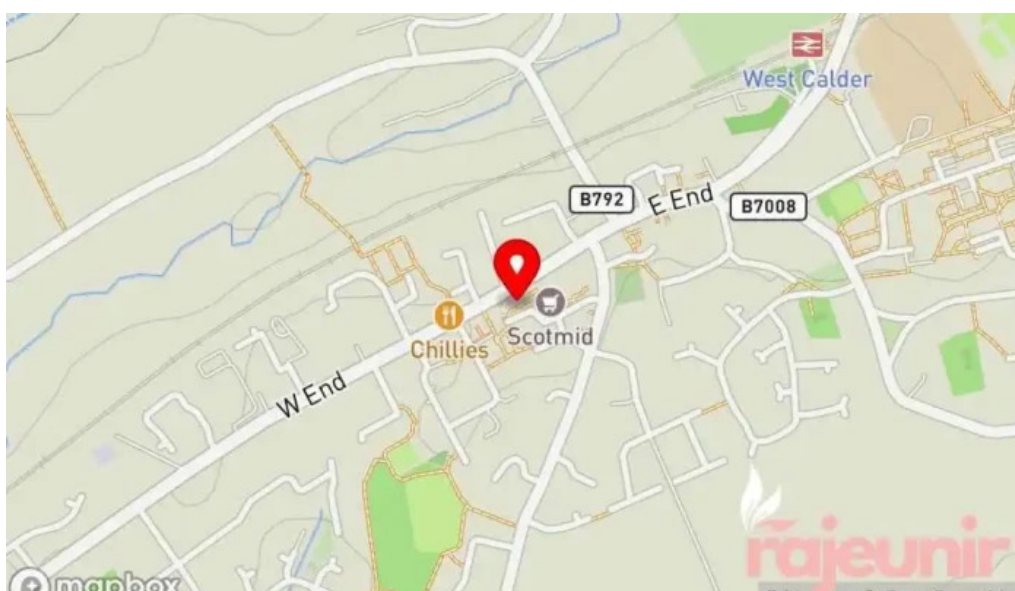 West Calder
B792
E End
B7008
Scotmid
Chillies
W End
rajeunir
mapbox